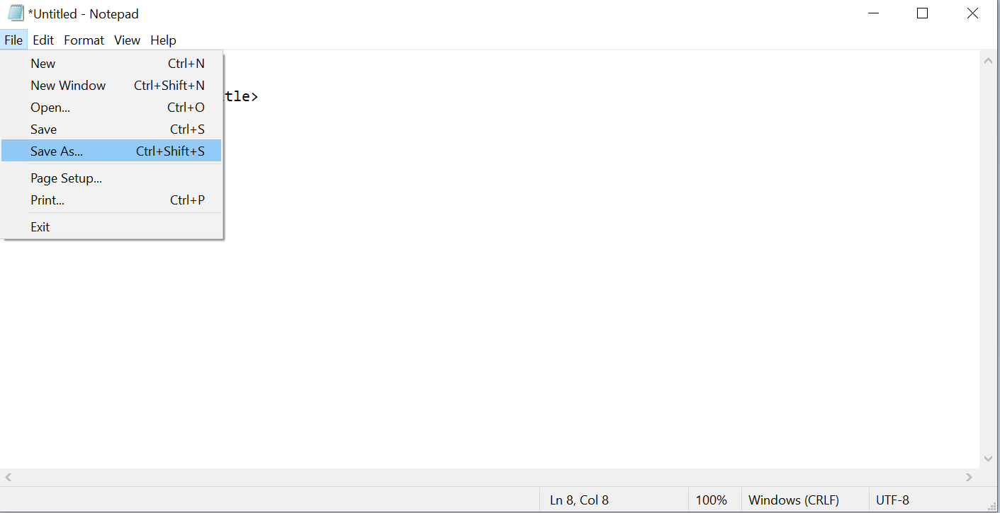 *Untitled - Notepad
File Edit Format View Help
New Ctrl+N
New Window Ctrl+Shift+N
tle>
Open... Ctrl+O
Save Ctrl+S
Save As... Ctrl+Shift+S
Page Setup...
Print... Ctrl+P
Exit
Ln 8, Col 8 100% Windows (CRLF) UTF-8